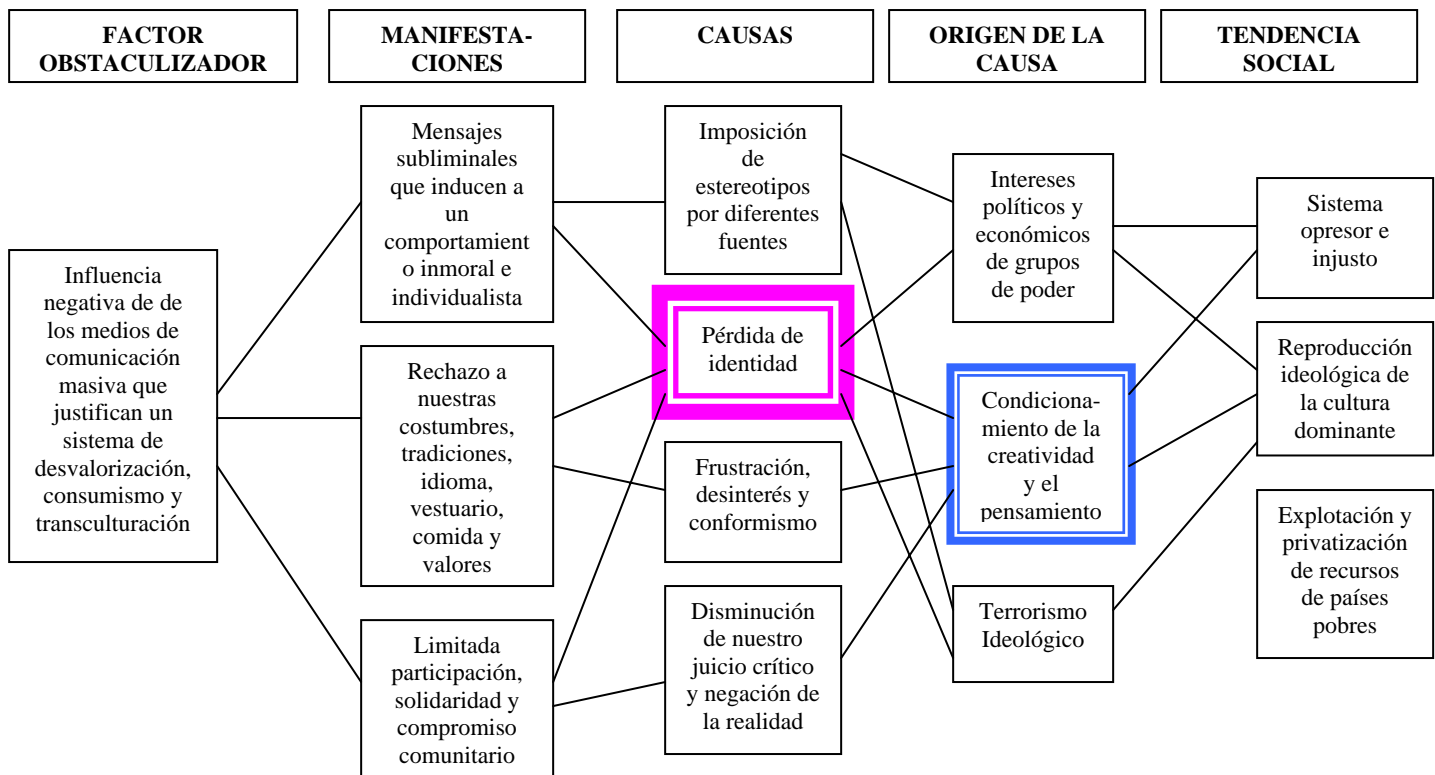 FACTOR
OBSTACULIZADOR
MANIFESTA-
CIONES
CAUSAS
ORIGEN DE LA
CAUSA
TENDENCIA
SOCIAL
Influencia
negativa de de
los medios de
comunicación
masiva que
justifican un
sistema de
desvalorización,
consumismo y
transculturación
Mensajes
subliminales
que inducen a
un
comportamient
o inmoral e
individualista
Rechazo a
nuestras
costumbres,
tradiciones,
idioma,
vestuario,
comida y
valores
Limitada
participación,
solidaridad y
compromiso
comunitario
Imposición
de
estereotipos
por diferentes
fuentes
Pérdida de
identidad
Frustración,
desinterés y
conformismo
Disminución
de nuestro
juicio crítico
y negación de
la realidad
Intereses
políticos y
económicos
de grupos
de poder
Condiciona-
miento de la
creatividad
y el
pensamiento
Terrorismo
Ideológico
Sistema
opresor e
injusto
Reproducción
ideológica de
la cultura
dominante
Explotación y
privatización
de recursos
de países
pobres